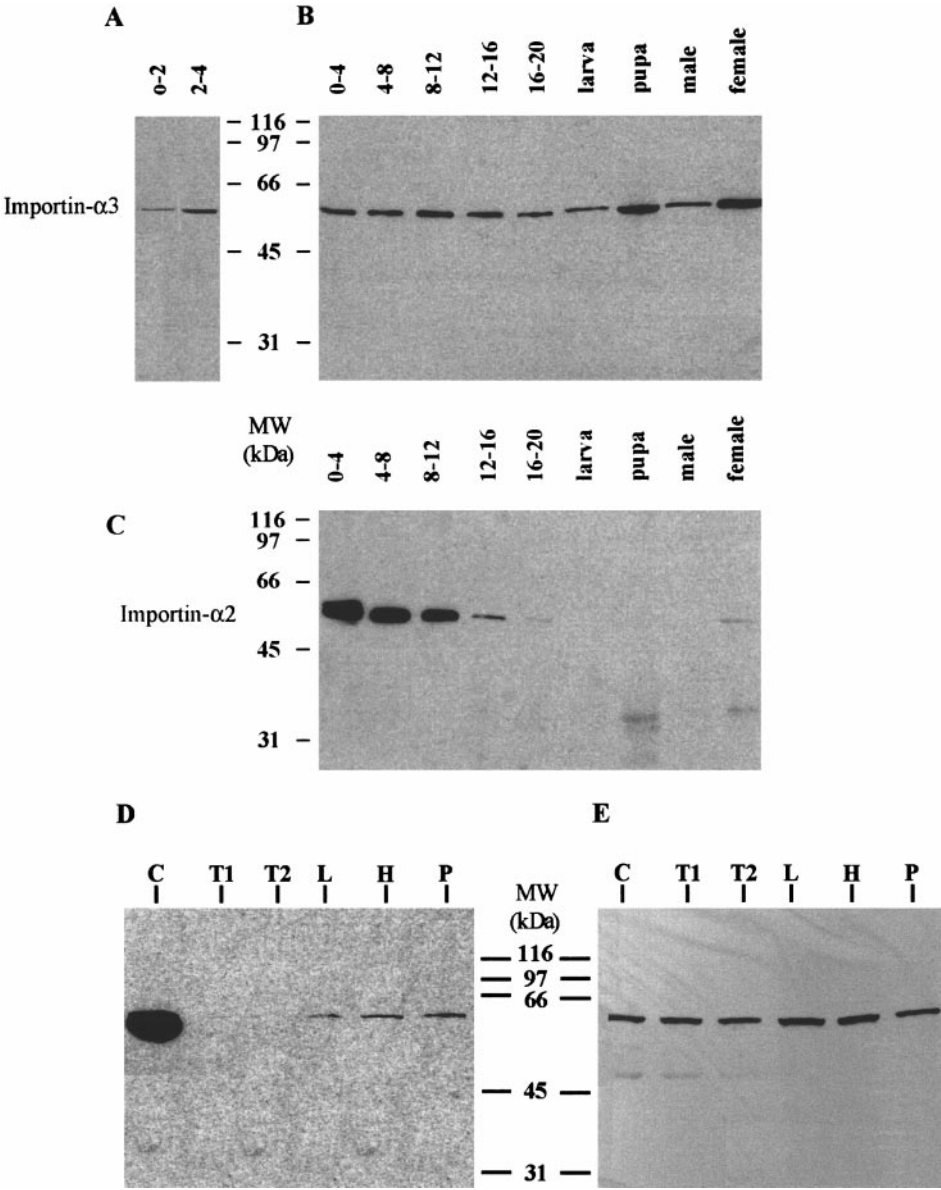 A
B
o-2 2-4
0-4 4-8 8-12 12-16 16-20 larva pupa male female
116
97
66
Importin-α3
45
31
MW
(kDa)
0-4 4-8 8-12 12-16 16-20 larva pupa male female
C
116
97
66
Importin-α2
45
31
D
E
C T1 T2 L H P
MW
(kDa)
C T1 T2 L H P
116
97
66
45
31